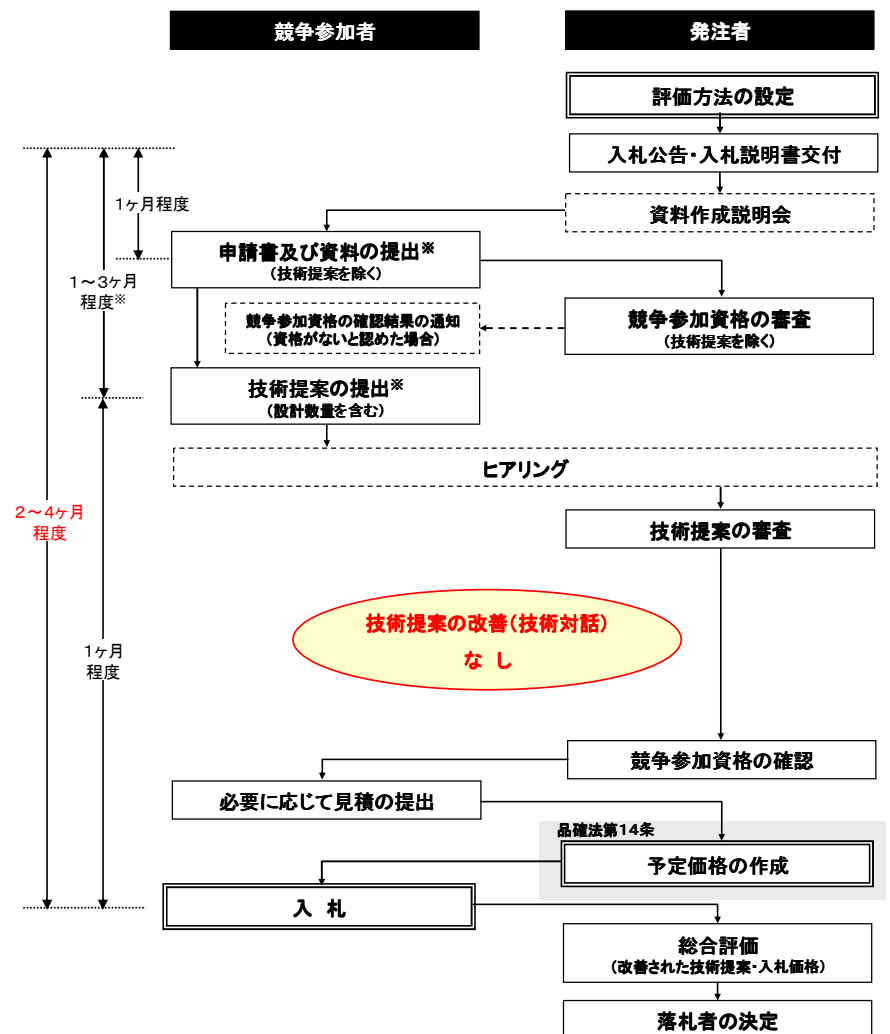 競争参加者
発注者
評価方法の設定
入札公告・入札説明書交付
1ヶ月程度
資料作成説明会
申請書及び資料の提出※
(技術提案を除く)
1～3ヶ月
程度※
競争参加資格の確認結果の通知
(資格がないと認めた場合)
競争参加資格の審査
(技術提案を除く)
技術提案の提出※
(設計数量を含む)
ヒアリング
2～4ヶ月
程度
技術提案の審査
技術提案の改善(技術対話)
な し
1ヶ月
程度
競争参加資格の確認
必要に応じて見積の提出
品確法第14条
予定価格の作成
入 札
総合評価
(改善された技術提案・入札価格)
落札者の決定